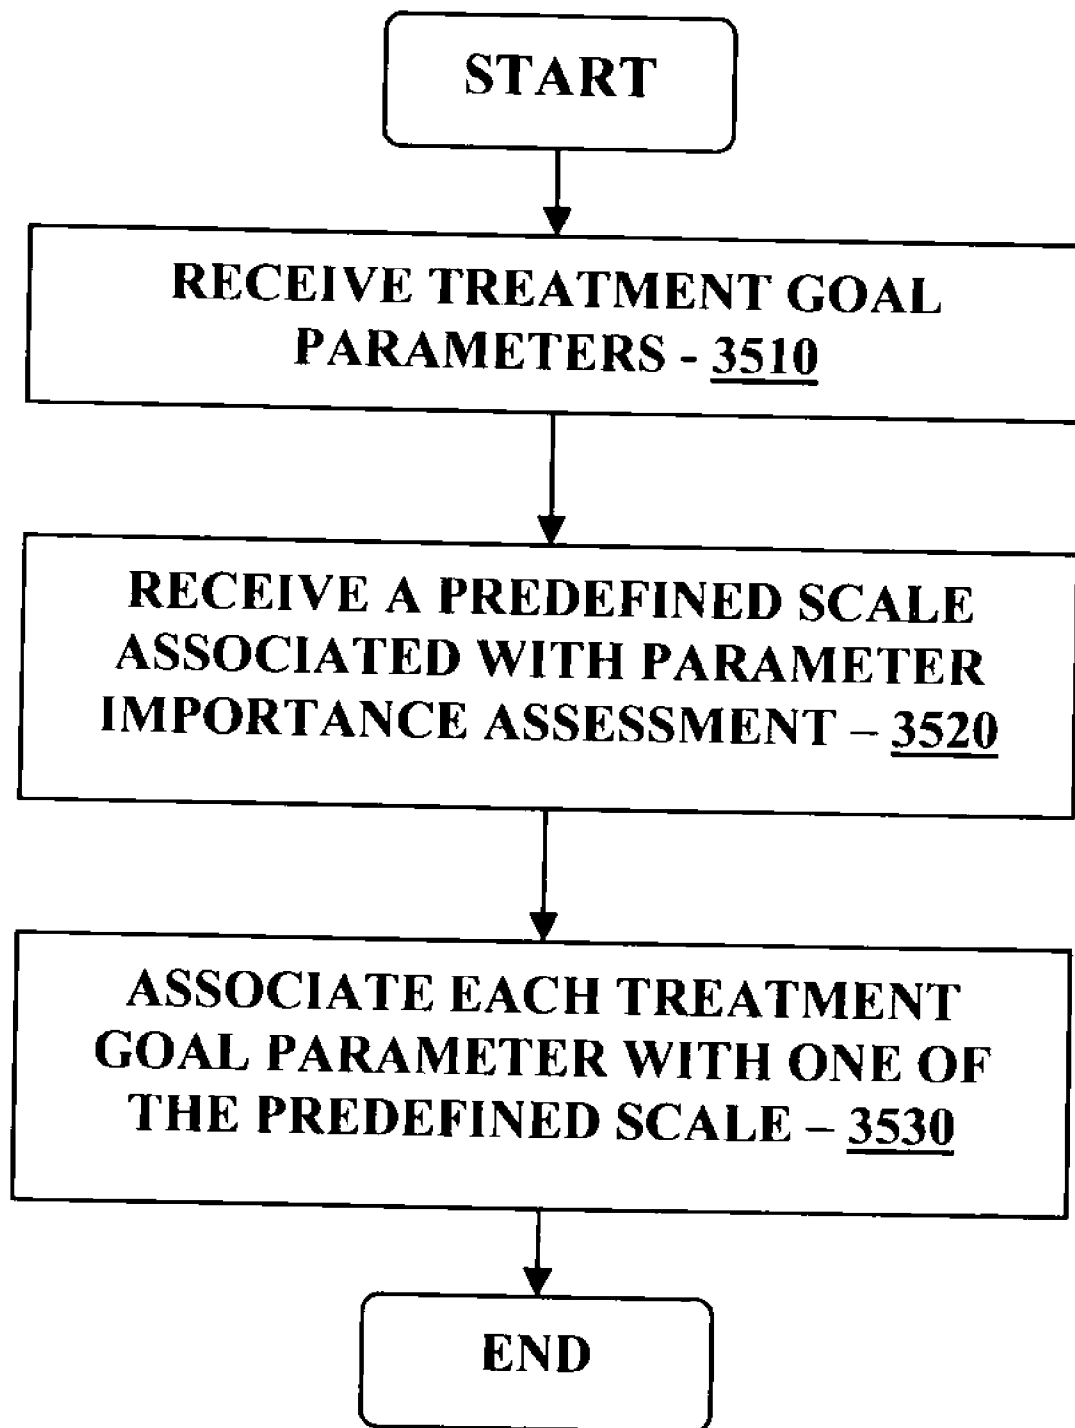 START
RECEIVE TREATMENT GOAL
PARAMETERS - 3510
RECEIVE A PREDEFINED SCALE
ASSOCIATED WITH PARAMETER
IMPORTANCE ASSESSMENT – 3520
ASSOCIATE EACH TREATMENT
GOAL PARAMETER WITH ONE OF
THE PREDEFINED SCALE – 3530
END